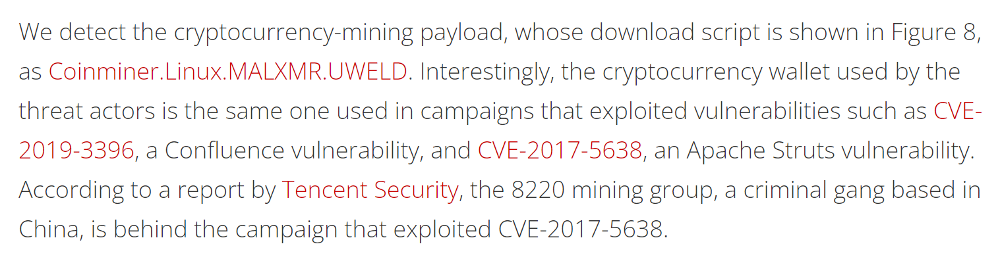 We detect the cryptocurrency-mining payload, whose download script is shown in Figure 8,
as Coinminer.Linux.MALXMR.UWELD. Interestingly, the cryptocurrency wallet used by the
threat actors is the same one used in campaigns that exploited vulnerabilities such as CVE-
2019-3396, a Confluence vulnerability, and CVE-2017-5638, an Apache Struts vulnerability.
According to a report by Tencent Security, the 8220 mining group, a criminal gang based in
China, is behind the campaign that exploited CVE-2017-5638.